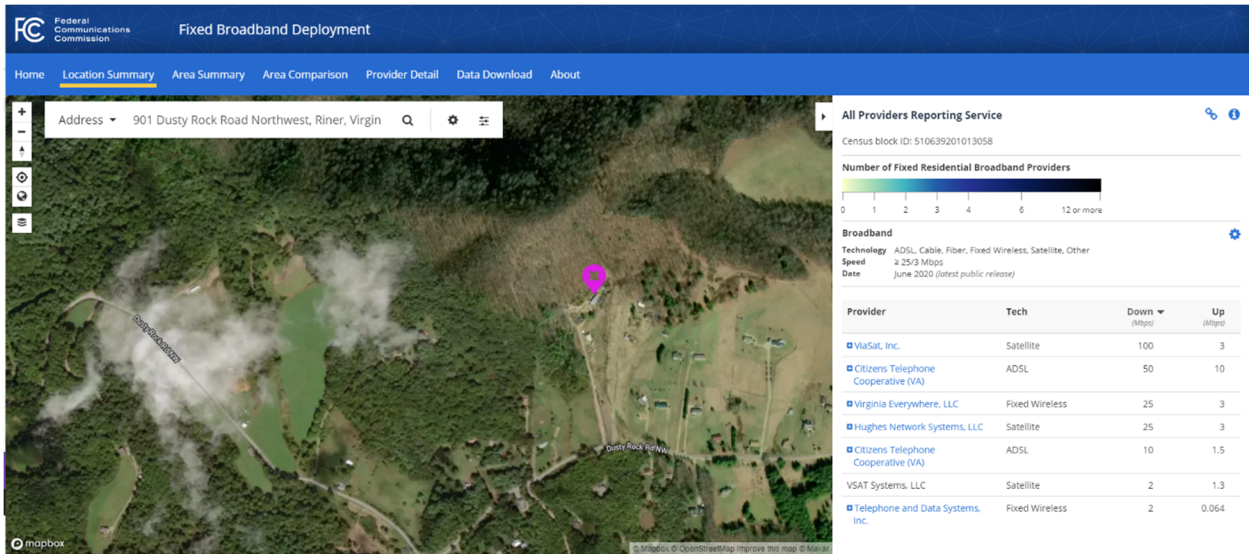 FCC
Federal
Communications
Commission
Fixed Broadband Deployment
Home Location Summary Area Summary Area Comparison Provider Detail Data Download About
Address 901 Dusty Rock Road Northwest, Riner, Virgin
Dusty Rock Rd NW
Dusty Rock Rd NW
mapbox
© Mapbox © OpenStreetMap Improve this map © Maxar
All Providers Reporting Service
Census block ID: 510639201013058
Number of Fixed Residential Broadband Providers
0 1 2 3 4 6 12 or more
Broadband
Technology ADSL, Cable, Fiber, Fixed Wireless, Satellite, Other
Speed ≥ 25/3 Mbps
Date June 2020 (latest public release)
Provider Tech Down Up
(Mbps) (Mbps)
ViaSat, Inc. Satellite 100 3
Citizens Telephone ADSL 50 10
Cooperative (VA)
Virginia Everywhere, LLC Fixed Wireless 25 3
Hughes Network Systems, LLC Satellite 25 3
Citizens Telephone ADSL 10 1.5
Cooperative (VA)
VSAT Systems, LLC Satellite 2 1.3
Telephone and Data Systems, Fixed Wireless 2 0.064
Inc.